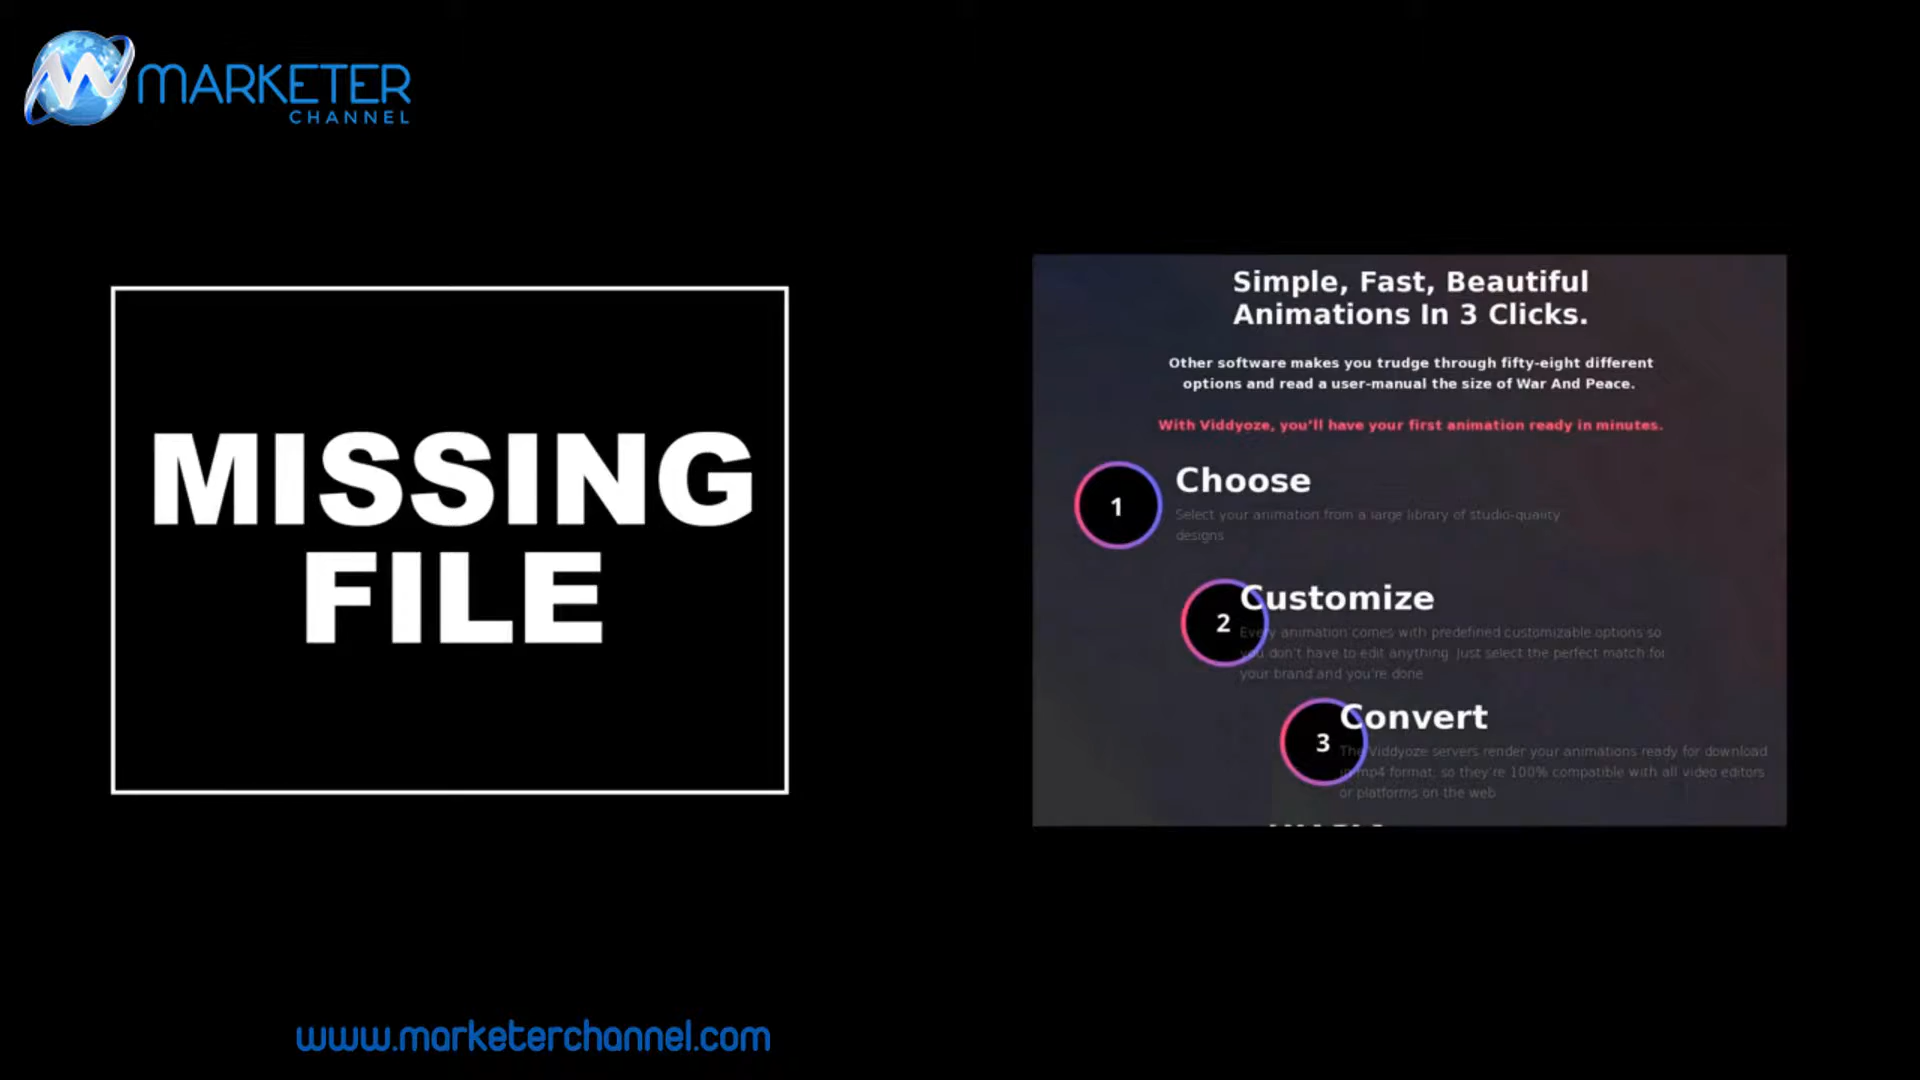 MARKETER
CHANNEL
MISSING
FILE
Simple, Fast, Beautiful
Animations In 3 Clicks.
Other software makes you trudge through fifty-eight different
options and read a user-manual the size of War And Peace.
With Viddyoze, you'll have your first animation ready in minutes.
1
Choose
Select your animation from a large library of studio-quality
designs
2
Customize
Every animation comes with predefined customizable options so
you don't have to edit anything. Just select the perfect match for
your brand and you're done
3
Convert
The Viddyoze servers render your animations ready for download
in mp4 format, so they're 100% compatible with all video editors
or platforms on the web
www.marketerchannel.com